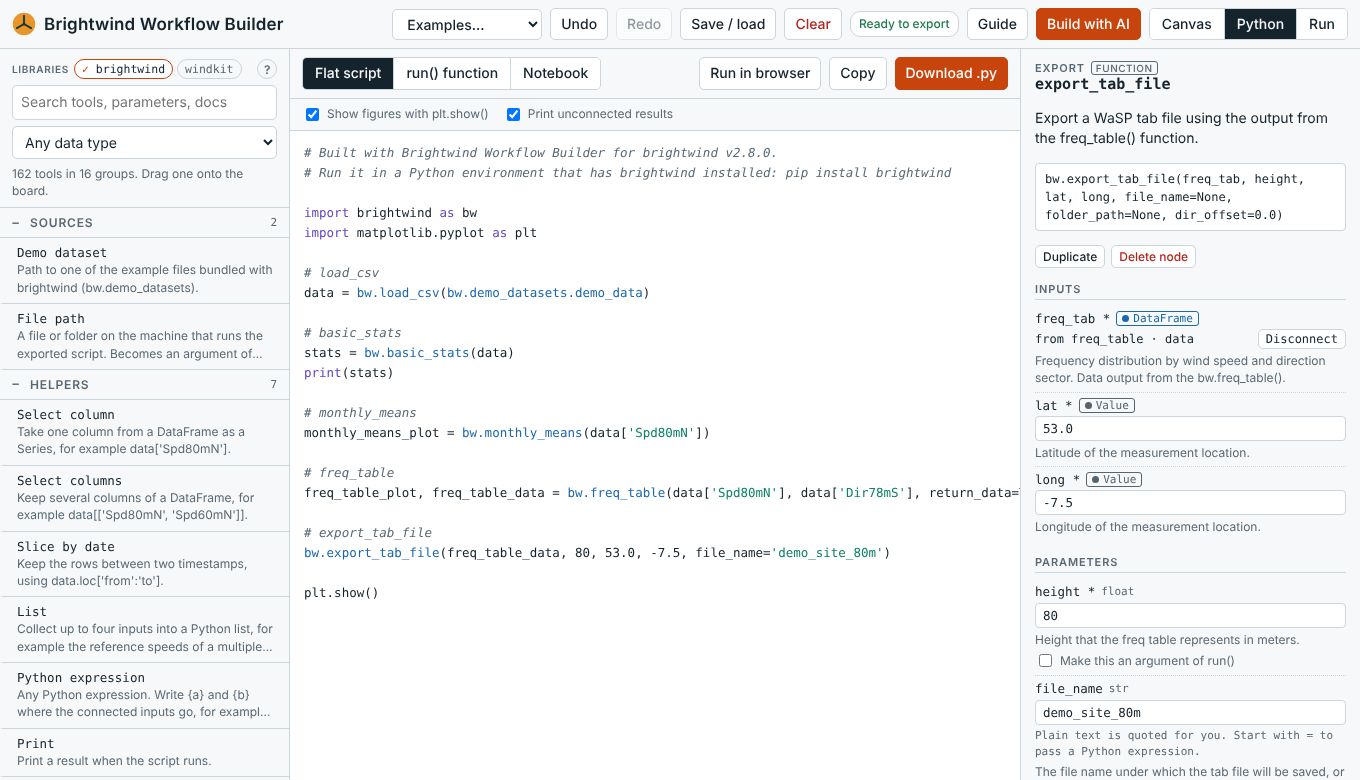 Brightwind Workflow Builder
Examples...
Undo
Redo
Save / load
Clear
Ready to export
Guide
Build with AI
Canvas
Python
Run
LIBRARIES
✓ brightwind
windkit
?
Search tools, parameters, docs
Any data type
162 tools in 16 groups. Drag one onto the
board.
− SOURCES 2
Demo dataset
Path to one of the example files bundled with
brightwind (bw.demo_datasets).
File path
A file or folder on the machine that runs the
exported script. Becomes an argument of…
− HELPERS 7
Select column
Take one column from a DataFrame as a
Series, for example data['Spd80mN'].
Select columns
Keep several columns of a DataFrame, for
example data[['Spd80mN', 'Spd60mN']].
Slice by date
Keep the rows between two timestamps,
using data.loc['from':'to'].
List
Collect up to four inputs into a Python list, for
example the reference speeds of a multiple…
Python expression
Any Python expression. Write {a} and {b}
where the connected inputs go, for exampl…
Print
Print a result when the script runs.
Flat script
run() function
Notebook
Run in browser
Copy
Download .py
Show figures with plt.show()
Print unconnected results
# Built with Brightwind Workflow Builder for brightwind v2.8.0.
# Run it in a Python environment that has brightwind installed: pip install brightwind
import brightwind as bw
import matplotlib.pyplot as plt
# load_csv
data = bw.load_csv(bw.demo_datasets.demo_data)
# basic_stats
stats = bw.basic_stats(data)
print(stats)
# monthly_means
monthly_means_plot = bw.monthly_means(data['Spd80mN'])
# freq_table
freq_table_plot, freq_table_data = bw.freq_table(data['Spd80mN'], data['Dir78mS'], return_data=
# export_tab_file
bw.export_tab_file(freq_table_data, 80, 53.0, -7.5, file_name='demo_site_80m')
plt.show()
EXPORT FUNCTION
export_tab_file
Export a WaSP tab file using the output from
the freq_table() function.
bw.export_tab_file(freq_tab, height,
lat, long, file_name=None,
folder_path=None, dir_offset=0.0)
Duplicate
Delete node
INPUTS
freq_tab * DataFrame
from freq_table · data
Disconnect
Frequency distribution by wind speed and direction
sector. Data output from the bw.freq_table().
lat * Value
53.0
Latitude of the measurement location.
long * Value
-7.5
Longitude of the measurement location.
PARAMETERS
height * float
80
Height that the freq table represents in meters.
Make this an argument of run()
file_name str
demo_site_80m
Plain text is quoted for you. Start with = to
pass a Python expression.
The file name under which the tab file will be saved, or